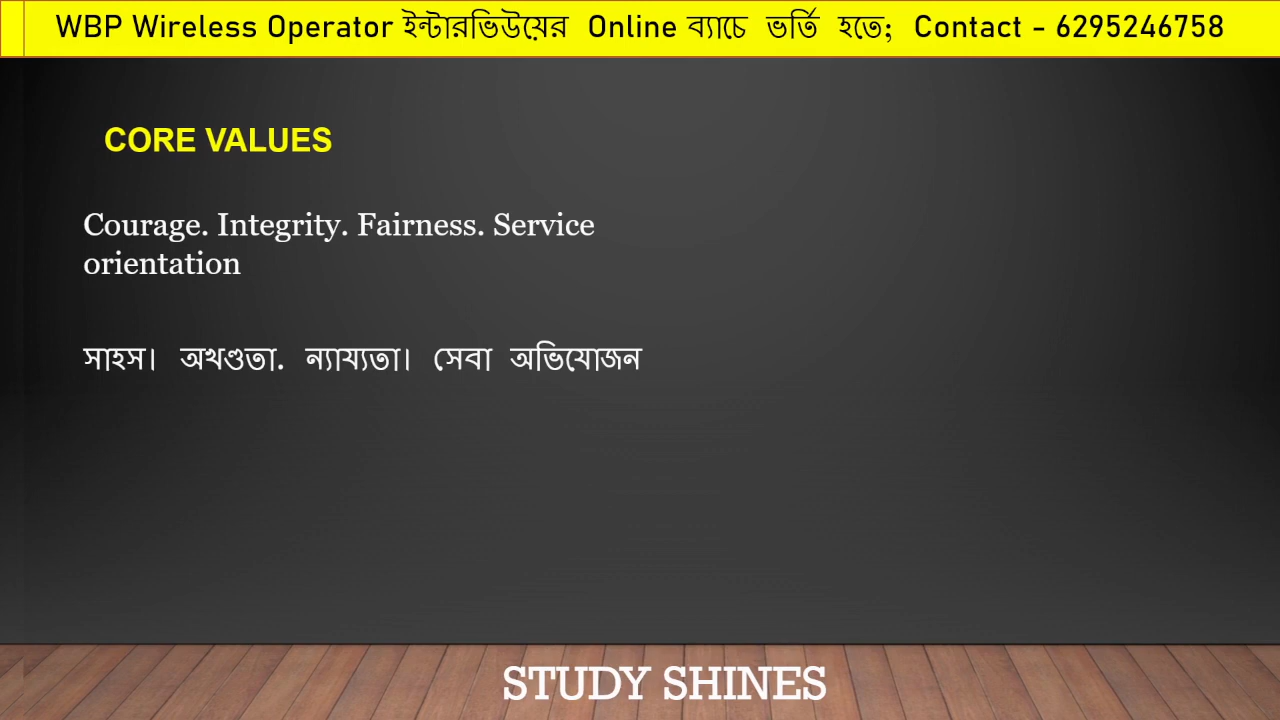 WBP Wireless Operator ইন্টারভিউয়ের Online ব্যাচে ভর্তি হতে; Contact - 6295246758
CORE VALUES
Courage. Integrity. Fairness. Service
orientation
সাহস। অখণ্ডতা. ন্যায্যতা। সেবা অভিযোজন
STUDY SHINES